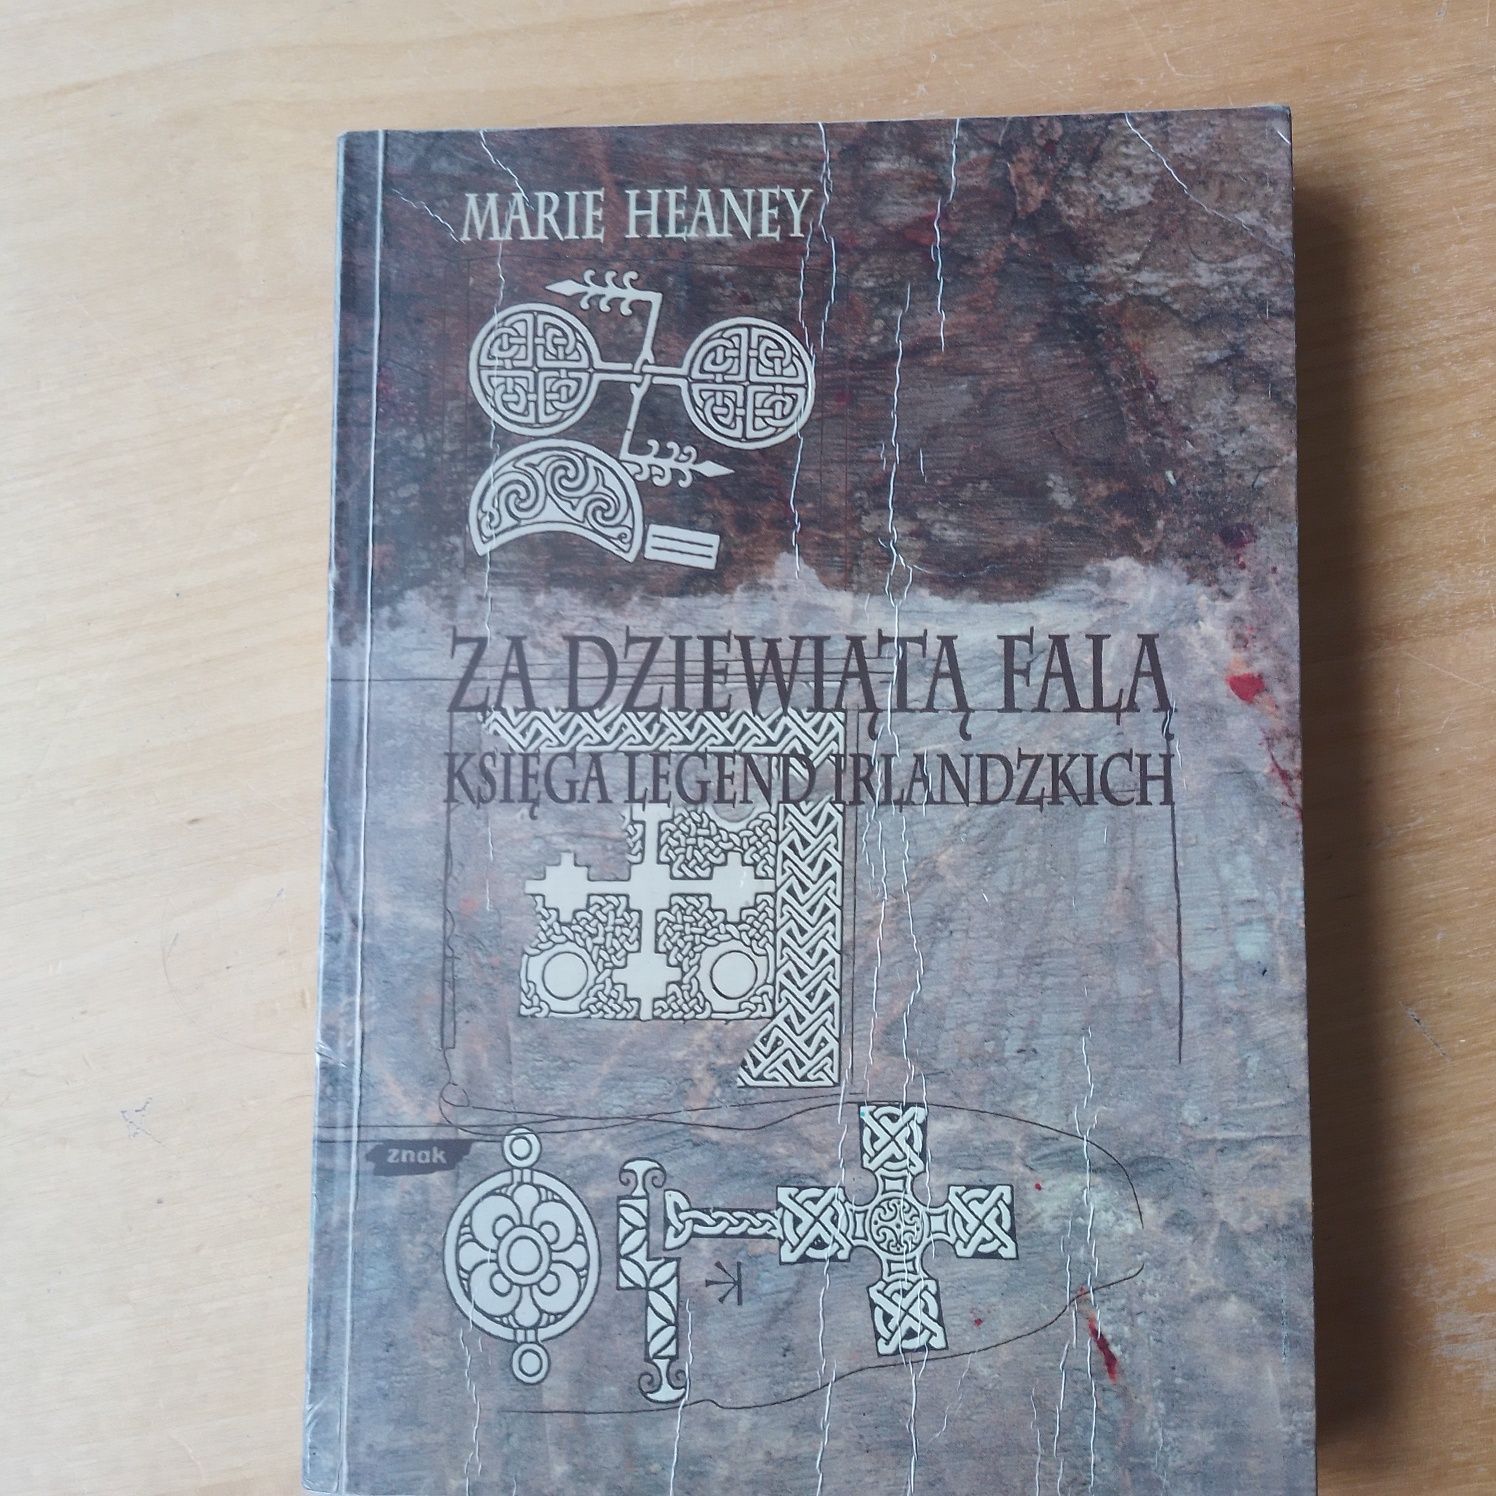 MARIE HEANEY
ZA DZIEWIĄTĄ FALĄ
KSIĘGA LEGEND IRLANDZKICH
znak